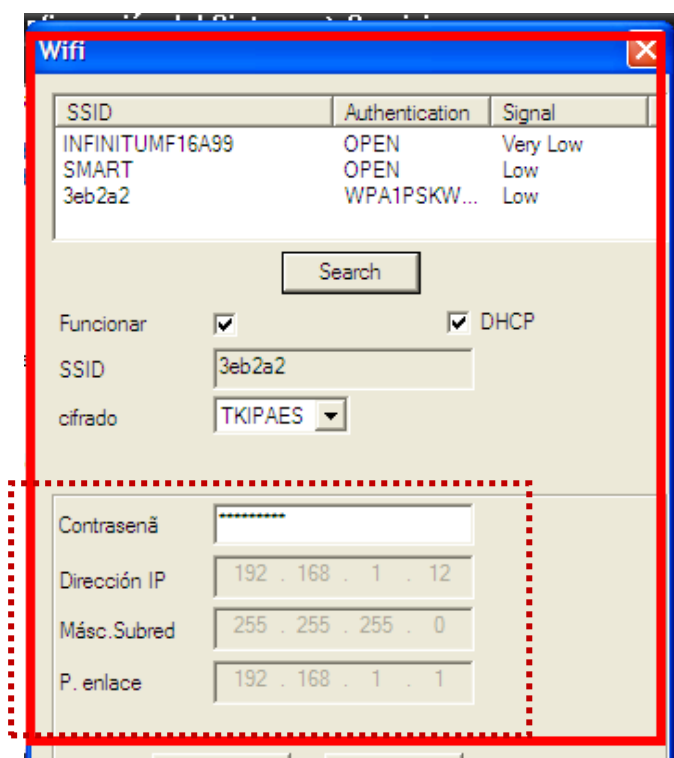 Wifi
SSID Authentication Signal
INFINITUMF16A99 OPEN Very Low
SMART OPEN Low
3eb2a2 WPA1PSKW... Low
Search
Funcionar DHCP
SSID 3eb2a2
cifrado TKIPAES
Contrasenã *********
Dirección IP 192 . 168 . 1 . 12
Másc.Subred 255 . 255 . 255 . 0
P. enlace 192 . 168 . 1 . 1